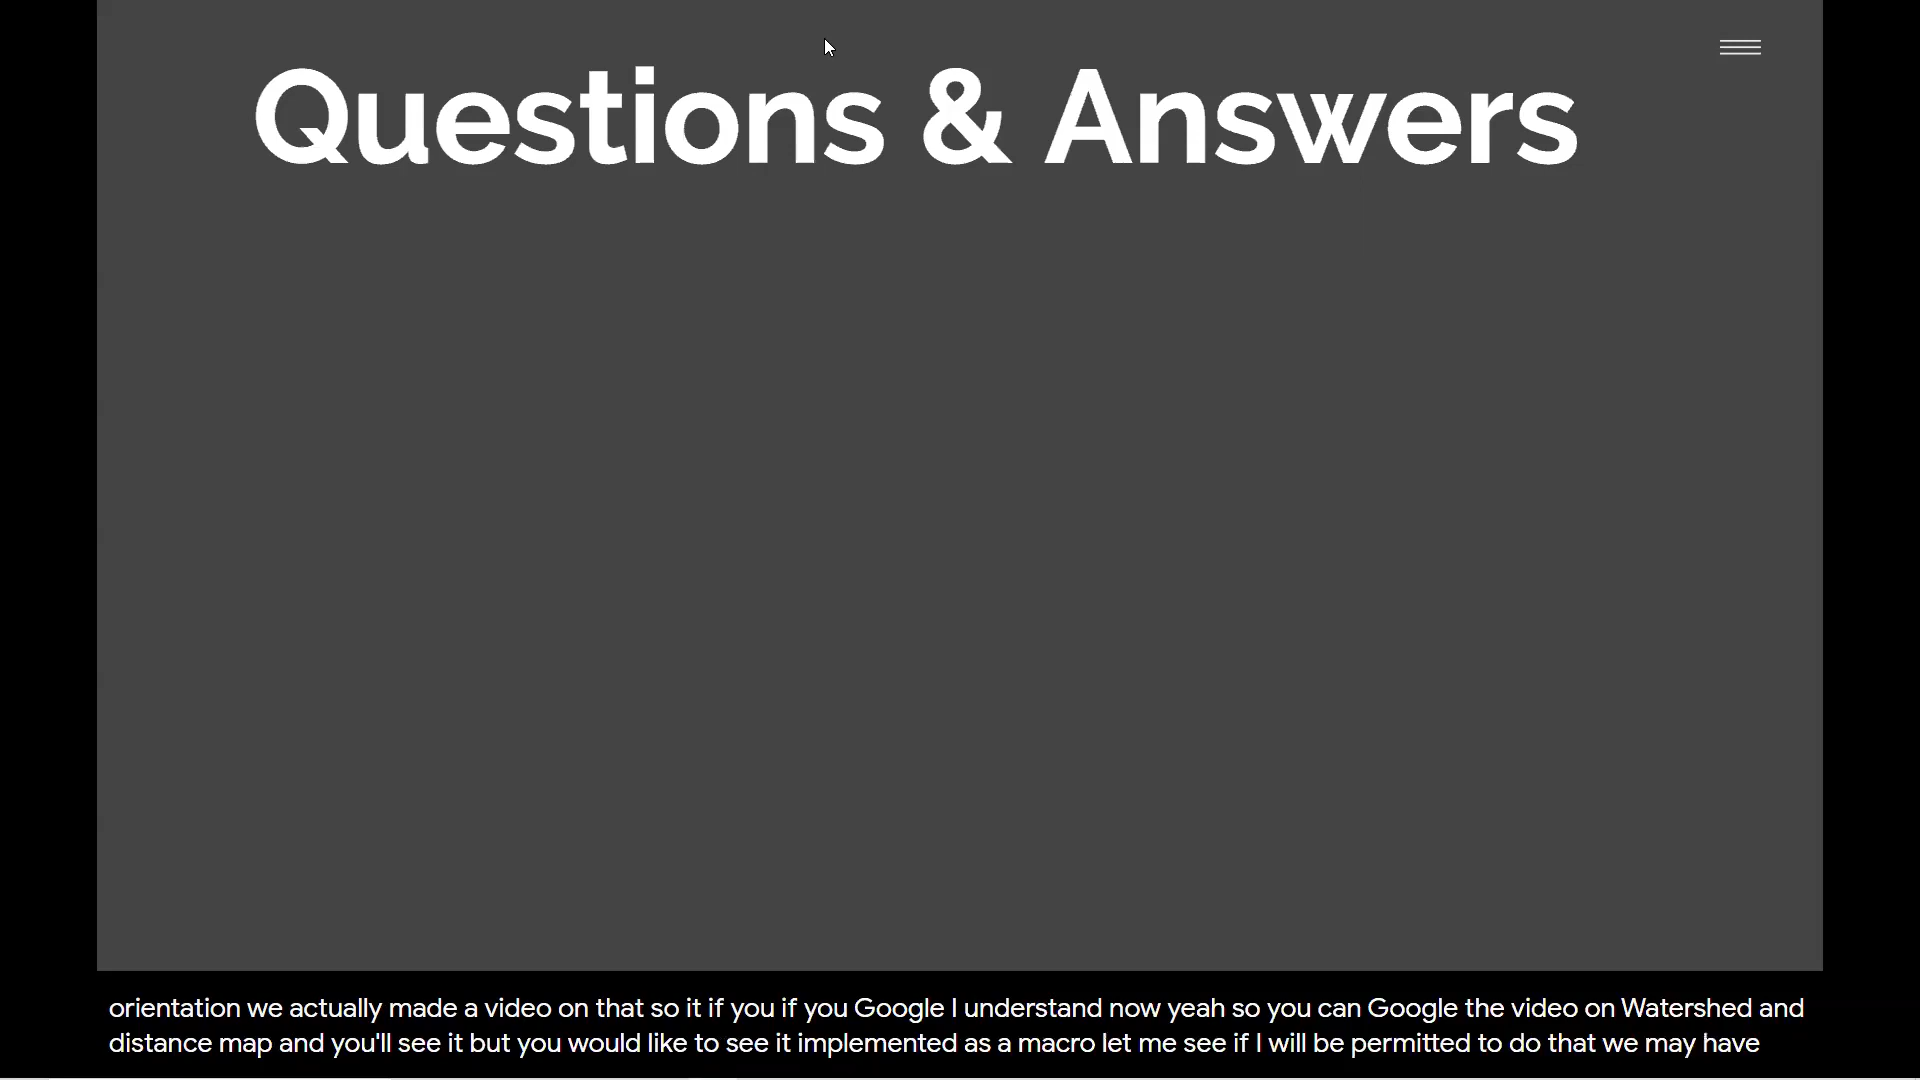 Questions & Answers
orientation we actually made a video on that so it if you if you Google I understand now yeah so you can Google the video on Watershed and
distance map and you'll see it but you would like to see it implemented as a macro let me see if I will be permitted to do that we may have